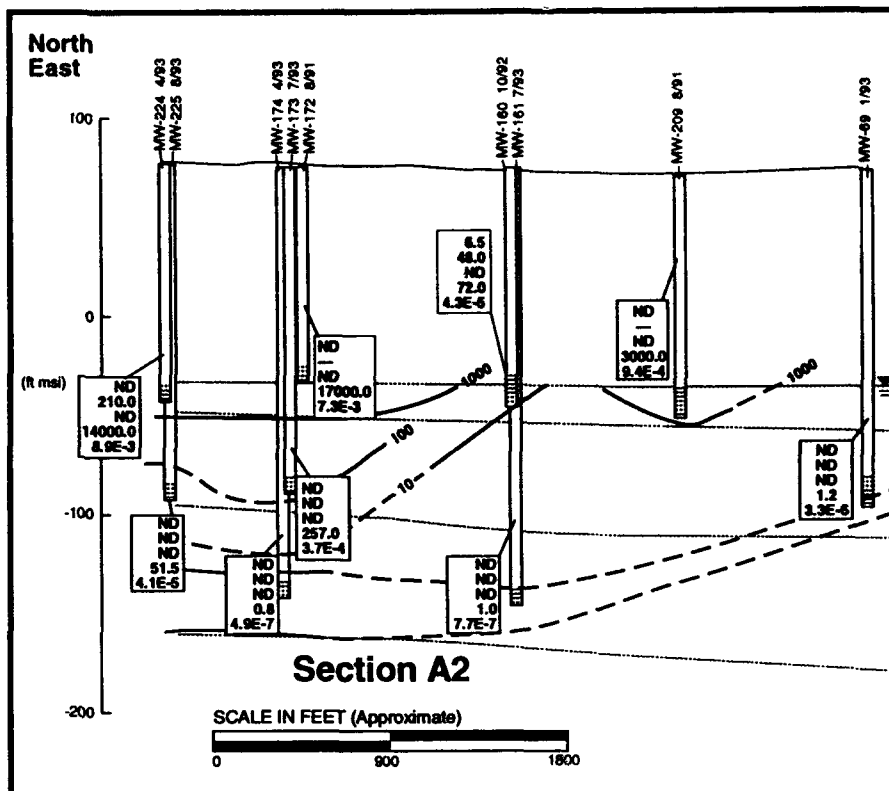 North
East
MW-224 4/93
MW-225 8/93
MW-174 4/93
MW-173 7/93
MW-172 8/91
MW-160 10/92
MW-161 7/93
MW-209 8/91
MW-69 1/93
100
0
(ft msl)
-100
-200
ND
210.0
ND
14000.0
8.9E-3
ND
ND
ND
51.5
4.1E-5
ND
—
ND
17000.0
7.3E-3
ND
ND
ND
257.0
3.7E-4
ND
ND
ND
0.8
4.9E-7
48.0
ND
72.0
4.3E-5
ND
ND
ND
1.0
7.7E-7
ND
—
ND
3000.0
9.4E-4
ND
ND
ND
1.2
1000
100
10
1000
Section A2
SCALE IN FEET (Approximate)
0 900 1800